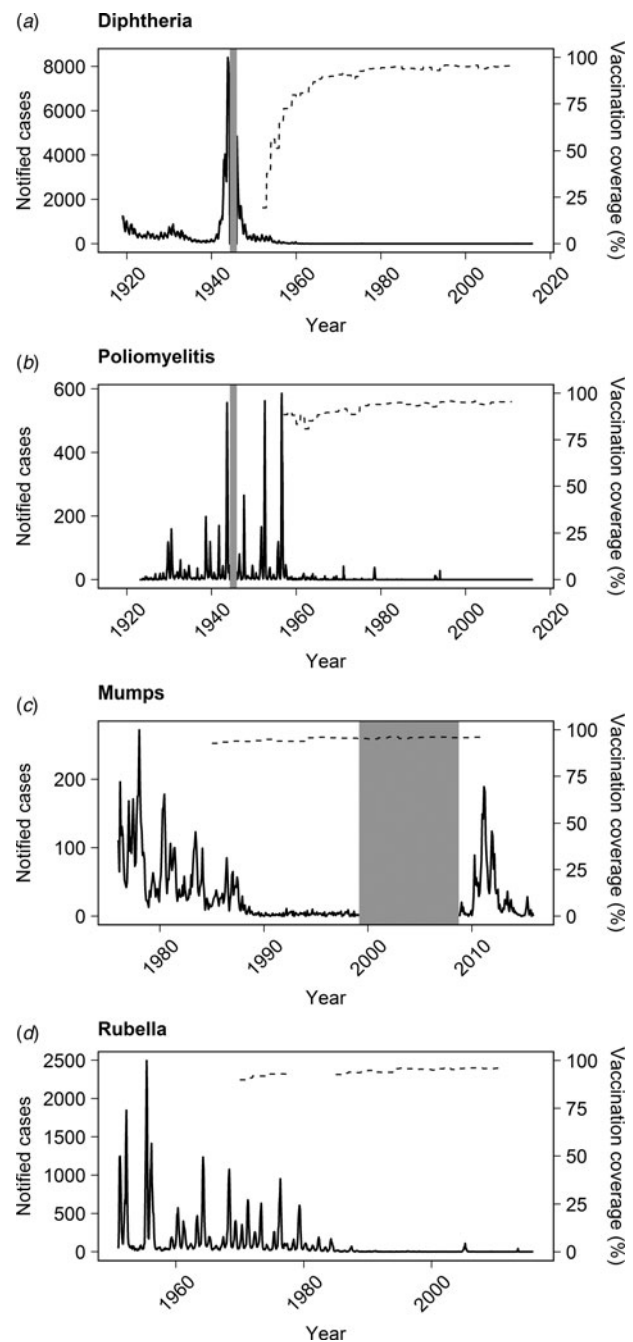 (a) Diphtheria
8000
6000
4000
2000
0
Notified cases
100
75
50
25
0
Vaccination coverage (%)
1920 1940 1960 1980 2000 2020
Year
(b) Poliomyelitis
600
400
200
0
Notified cases
100
75
50
25
0
Vaccination coverage (%)
1920 1940 1960 1980 2000 2020
Year
(c) Mumps
200
100
0
Notified cases
100
75
50
25
0
Vaccination coverage (%)
1980 1990 2000 2010
Year
(d) Rubella
2500
2000
1500
1000
500
0
Notified cases
100
75
50
25
0
Vaccination coverage (%)
1960 1980 2000
Year